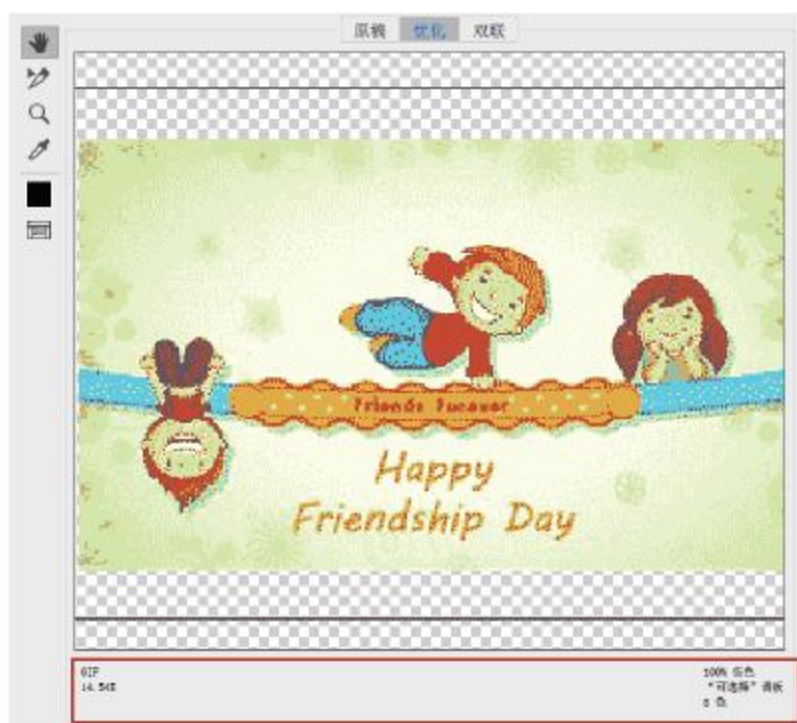 原稿 优化 双联
Friends Forever
Happy
Friendship Day
GIF
14.54K
100% 仿色
“可选择”调板
8 色